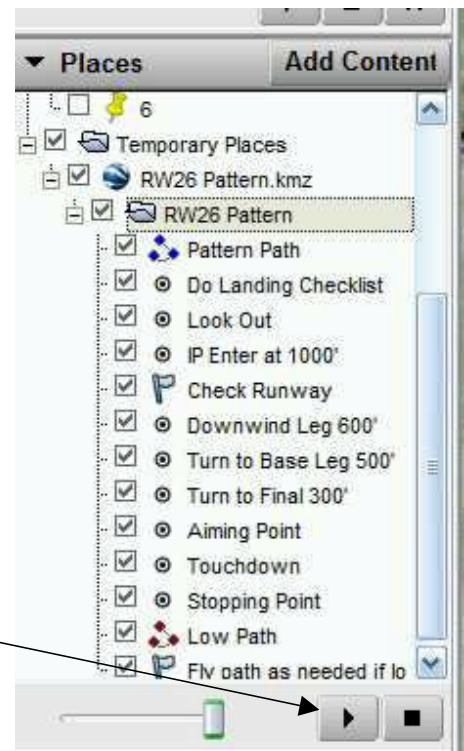 Places Add Content
6
Temporary Places
RW26 Pattern.kmz
RW26 Pattern
Pattern Path
Do Landing Checklist
Look Out
IP Enter at 1000'
Check Runway
Downwind Leg 600'
Turn to Base Leg 500'
Turn to Final 300'
Aiming Point
Touchdown
Stopping Point
Low Path
Fly path as needed if lo